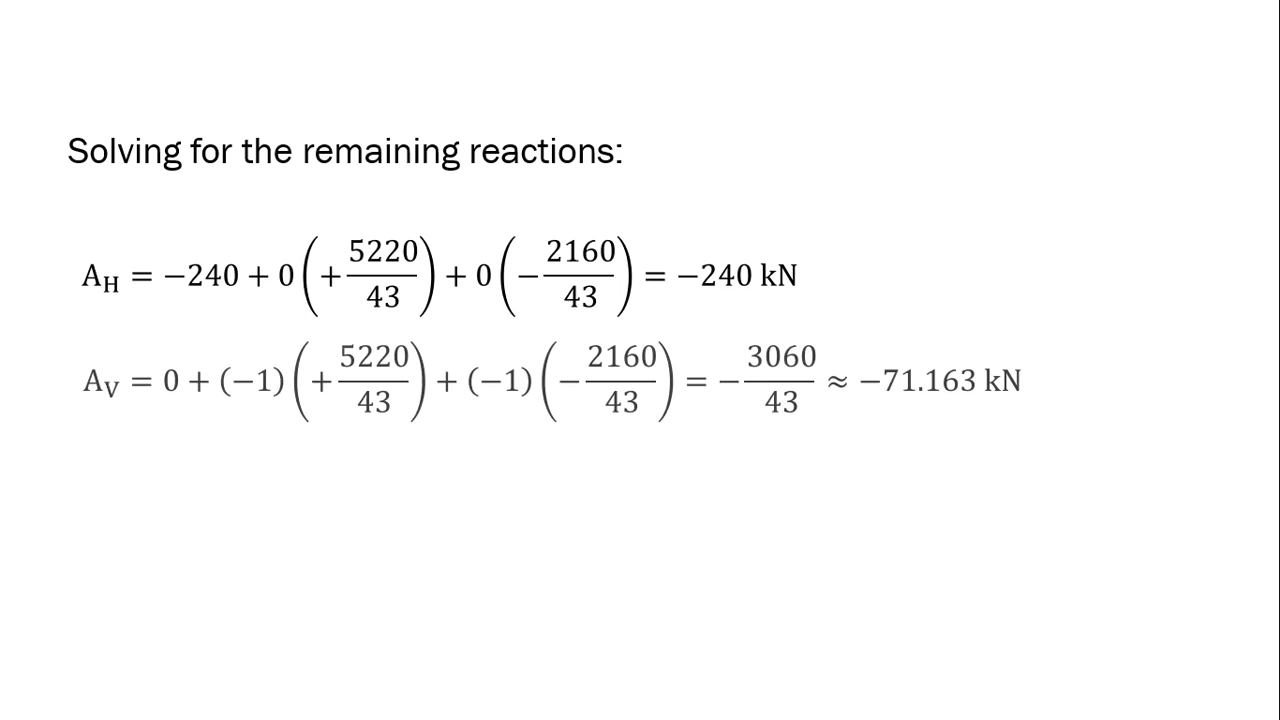 Solving for the remaining reactions:
A_H = −240 + 0(+5220/43) + 0(−2160/43) = −240 kN
A_V = 0 + (−1)(+5220/43) + (−1)(−2160/43) = −3060/43 ≈ −71.163 kN